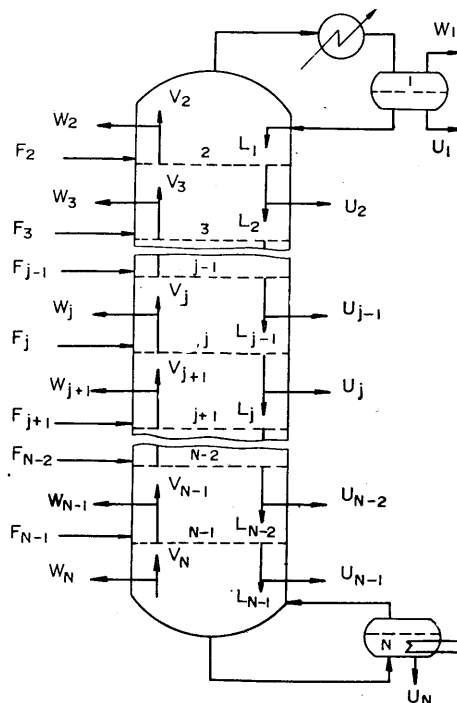 W1
1
U1
V2
W2
L1
F2
2
V3
W3
L2
U2
F3
3
Fj-1
j-1
Vj
Wj
Lj-1
Uj-1
Fj
j
Vj+1
Wj+1
Lj
Uj
Fj+1
j+1
FN-2
N-2
VN-1
WN-1
LN-2
UN-2
FN-1
N-1
VN
WN
LN-1
UN-1
N
UN